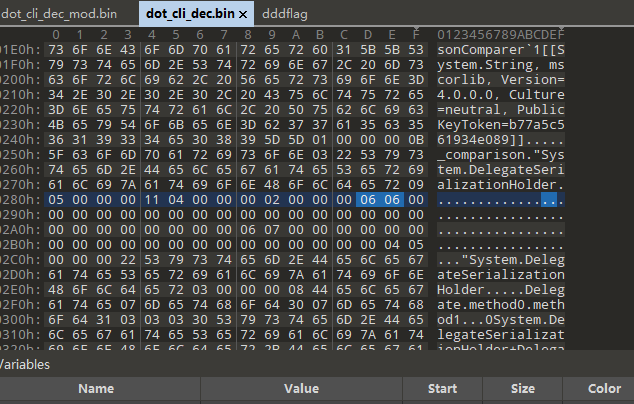 dot_cli_dec_mod.bin dot_cli_dec.bin × dddflag
0 1 2 3 4 5 6 7 8 9 A B C D E F 0123456789ABCDEF
01E0h: 73 6F 6E 43 6F 6D 70 61 72 65 72 60 31 5B 5B 53 sonComparer`1[[S
01F0h: 79 73 74 65 6D 2E 53 74 72 69 6E 67 2C 20 6D 73 ystem.String, ms
0200h: 63 6F 72 6C 69 62 2C 20 56 65 72 73 69 6F 6E 3D corlib, Version=
0210h: 34 2E 30 2E 30 2E 30 2C 20 43 75 6C 74 75 72 65 4.0.0.0, Culture
0220h: 3D 6E 65 75 74 72 61 6C 2C 20 50 75 62 6C 69 63 =neutral, Public
0230h: 4B 65 79 54 6F 6B 65 6E 3D 62 37 37 61 35 63 35 KeyToken=b77a5c5
0240h: 36 31 39 33 34 65 30 38 39 5D 5D 01 00 00 00 0B 61934e089]].....
0250h: 5F 63 6F 6D 70 61 72 69 73 6F 6E 03 22 53 79 73 _comparison."Sys
0260h: 74 65 6D 2E 44 65 6C 65 67 61 74 65 53 65 72 69 tem.DelegateSeri
0270h: 61 6C 69 7A 61 74 69 6F 6E 48 6F 6C 64 65 72 09 alizationHolder.
0280h: 05 00 00 00 11 04 00 00 00 02 00 00 00 06 06 00 ................
0290h: 00 00 00 00 00 00 00 00 00 00 00 00 00 00 00 00 ................
02A0h: 00 00 00 00 00 00 00 06 07 00 00 00 00 00 00 00 ................
02B0h: 00 00 00 00 00 00 00 00 00 00 00 00 00 00 04 05 ................
02C0h: 00 00 00 22 53 79 73 74 65 6D 2E 44 65 6C 65 67 ..."System.Deleg
02D0h: 61 74 65 53 65 72 69 61 6C 69 7A 61 74 69 6F 6E ateSerialization
02E0h: 48 6F 6C 64 65 72 03 00 00 00 08 44 65 6C 65 67 Holder.....Deleg
02F0h: 61 74 65 07 6D 65 74 68 6F 64 30 07 6D 65 74 68 ate.method0.meth
0300h: 6F 64 31 03 03 03 30 53 79 73 74 65 6D 2E 44 65 od1...0System.De
0310h: 6C 65 67 61 74 65 53 65 72 69 61 6C 69 7A 61 74 legateSerializat
0320h: 69 6F 6E 48 6F 6C 64 65 72 2B 44 65 6C 65 67 61 ionHolder+Delega
Variables
Name Value Start Size Color